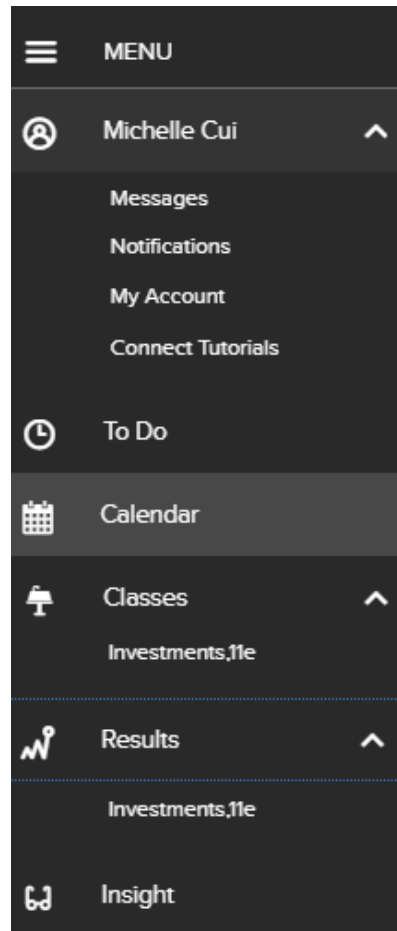 MENU
Michelle Cui
Messages
Notifications
My Account
Connect Tutorials
To Do
Calendar
Classes
Investments,11e
Results
Investments,11e
Insight